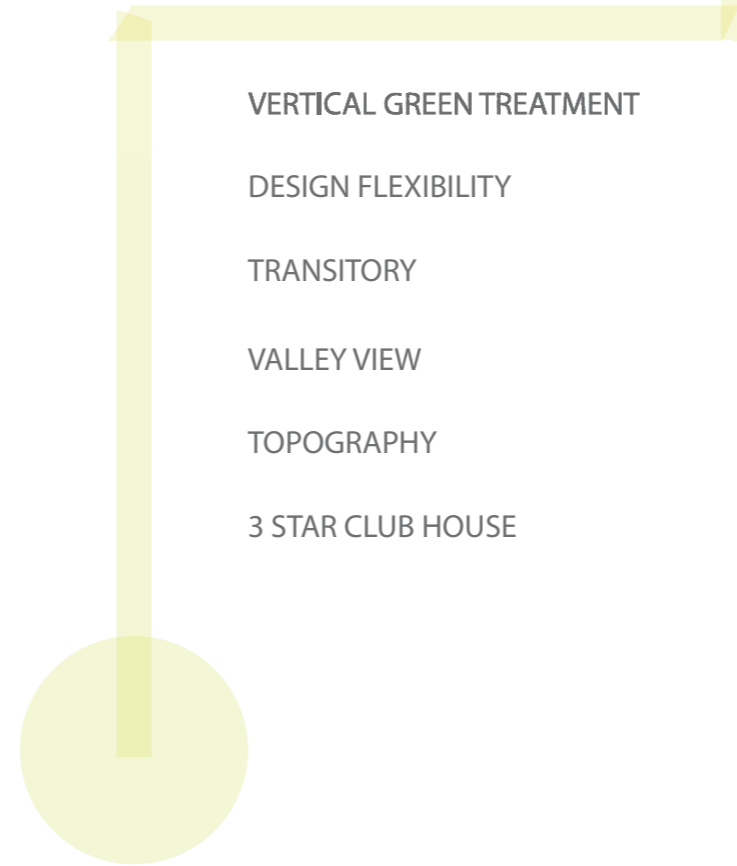 VERTICAL GREEN TREATMENT
DESIGN FLEXIBILITY
TRANSITORY
VALLEY VIEW
TOPOGRAPHY
3 STAR CLUB HOUSE